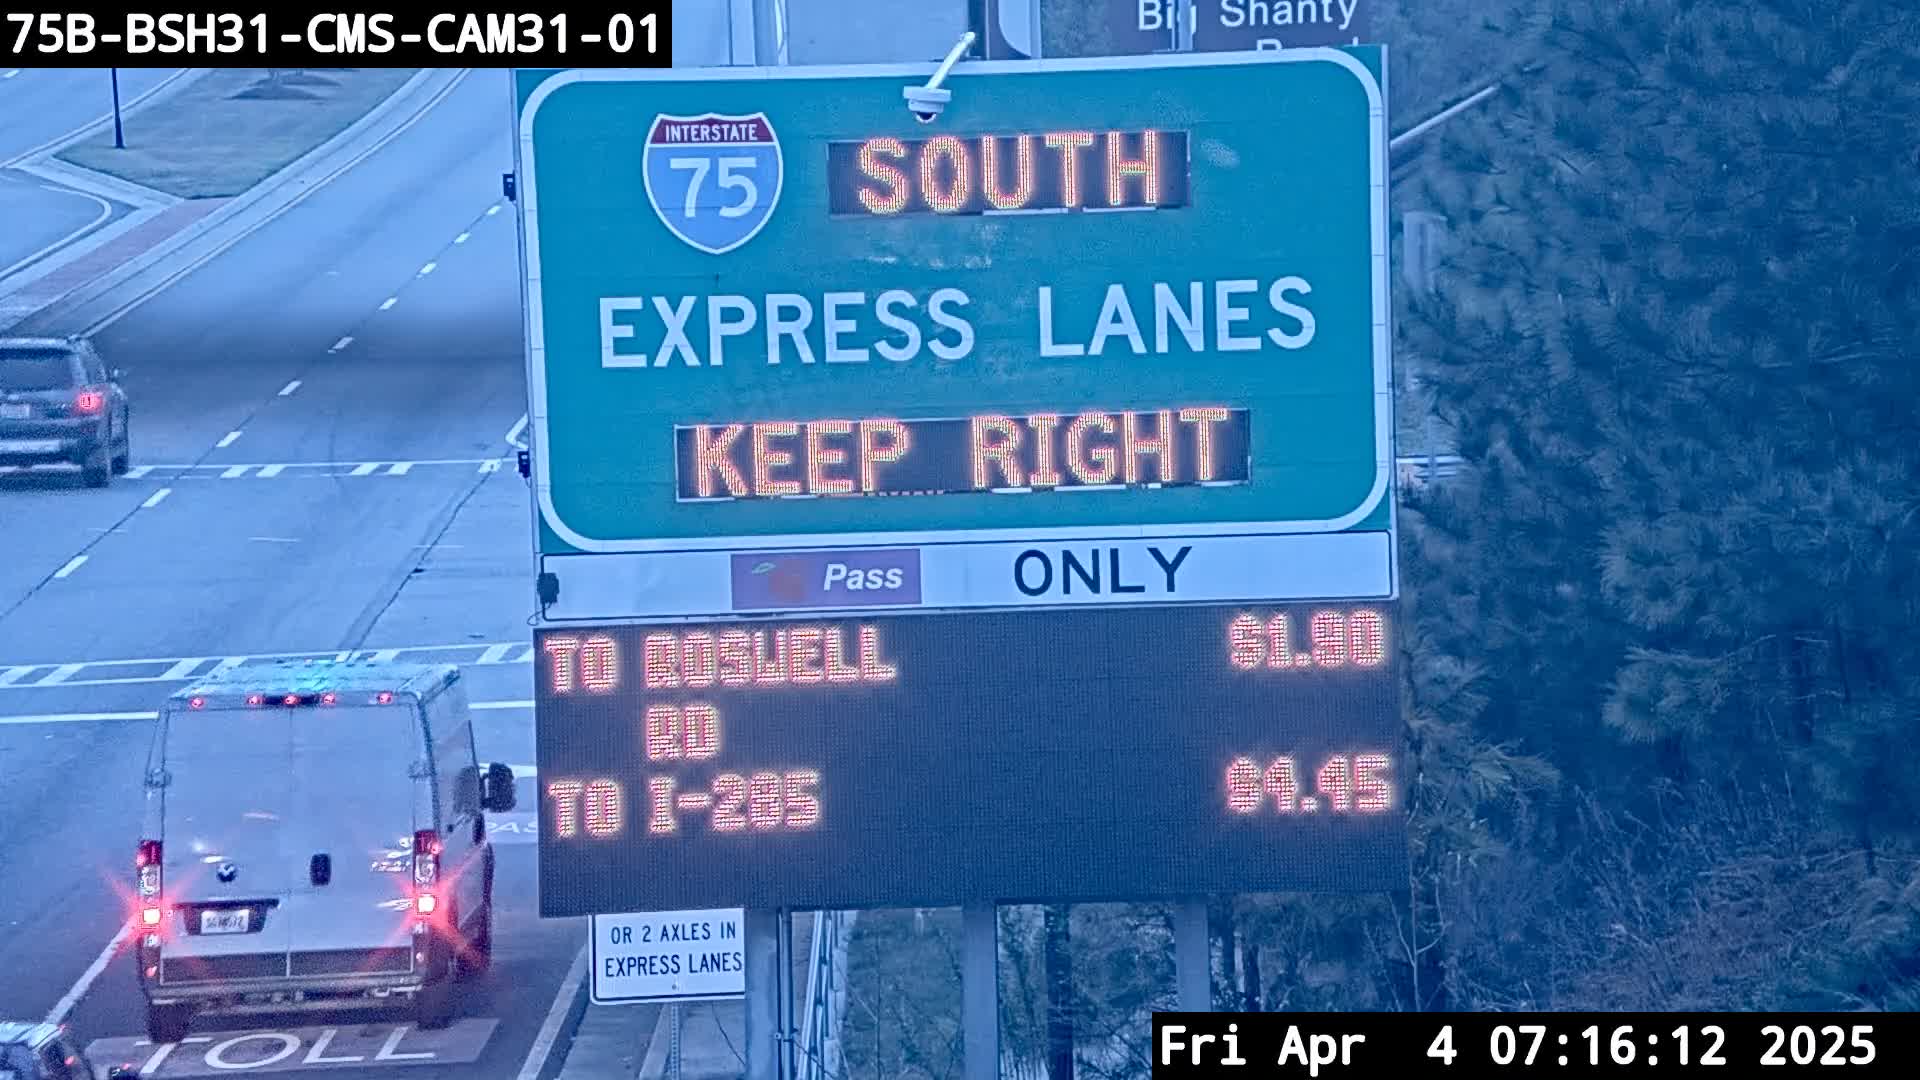 75B-BSH31-CMS-CAM31-01
Big Shanty
INTERSTATE
75
SOUTH
EXPRESS LANES
KEEP RIGHT
Pass
ONLY
TO ROSWELL $1.90
RD
TO I-285 $4.45
OR 2 AXLES IN
EXPRESS LANES
TOLL
Fri Apr 4 07:16:12 2025